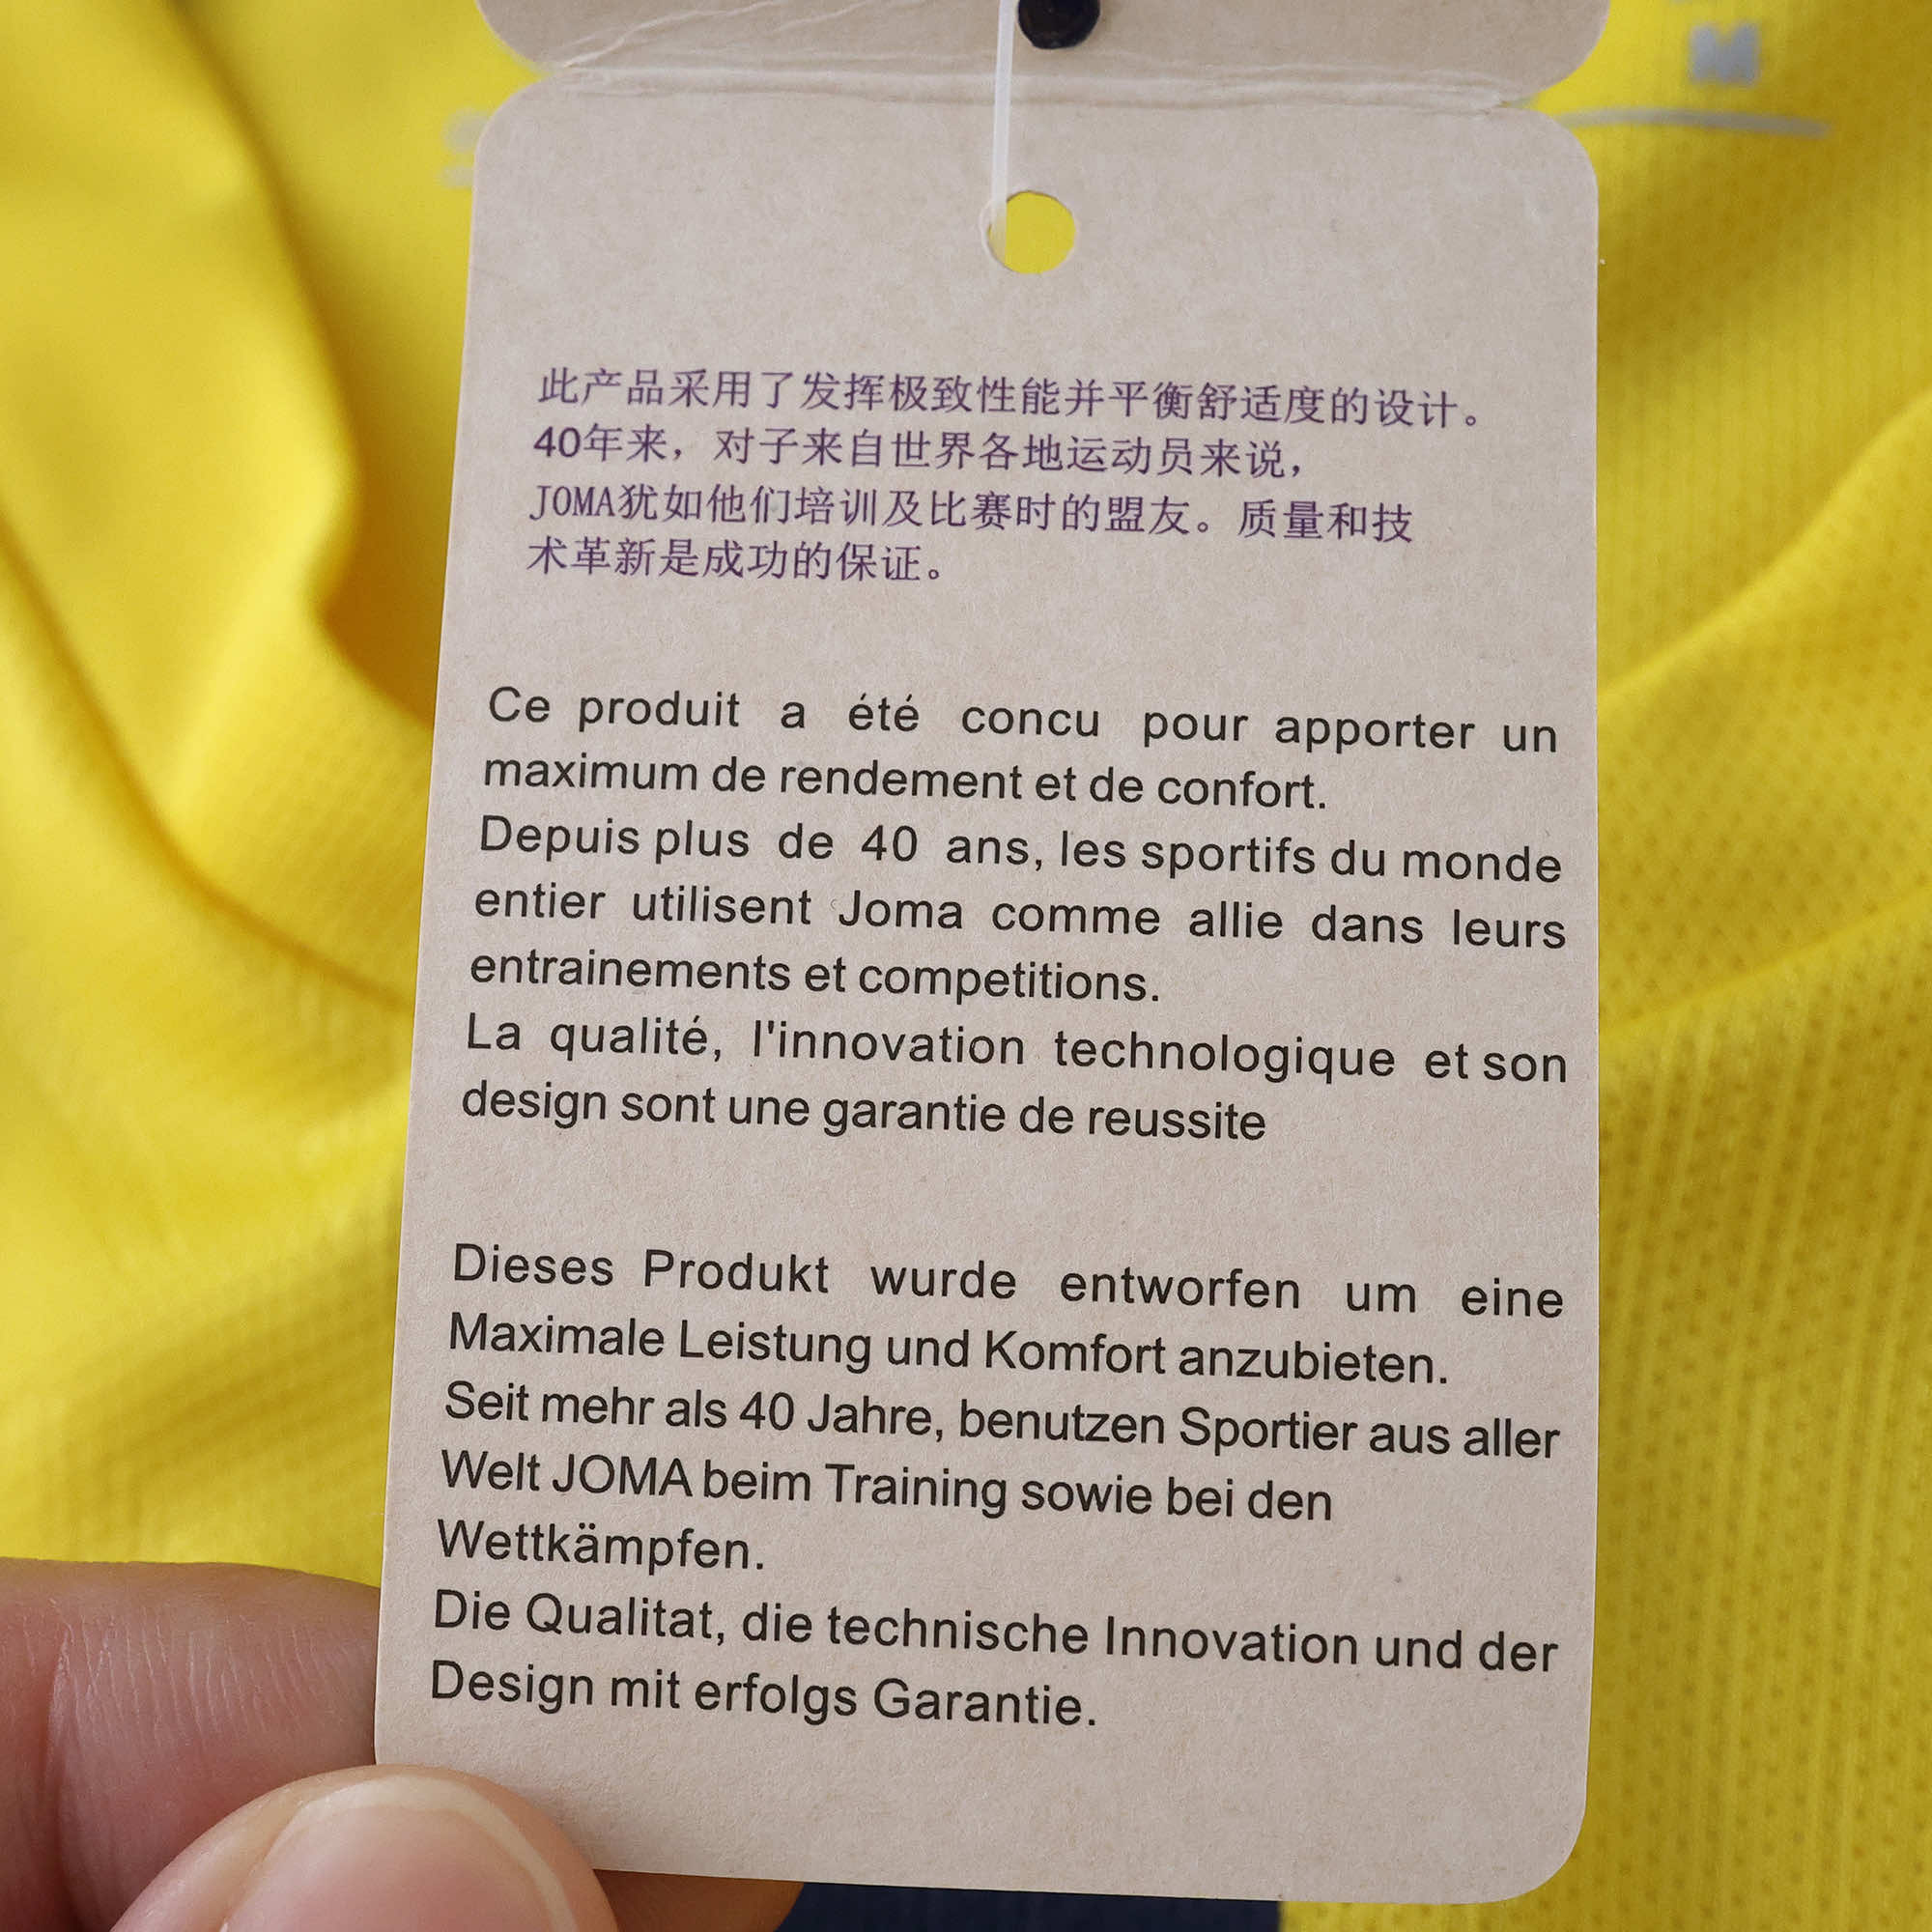 M
此产品采用了发挥极致性能并平衡舒适度的设计。
40年来，对子来自世界各地运动员来说，
JOMA犹如他们培训及比赛时的盟友。质量和技
术革新是成功的保证。
Ce produit a été concu pour apporter un
maximum de rendement et de confort.
Depuis plus de 40 ans, les sportifs du monde
entier utilisent Joma comme allie dans leurs
entrainements et competitions.
La qualité, l'innovation technologique et son
design sont une garantie de reussite
Dieses Produkt wurde entworfen um eine
Maximale Leistung und Komfort anzubieten.
Seit mehr als 40 Jahre, benutzen Sportier aus aller
Welt JOMA beim Training sowie bei den
Wettkämpfen.
Die Qualitat, die technische Innovation und der
Design mit erfolgs Garantie.